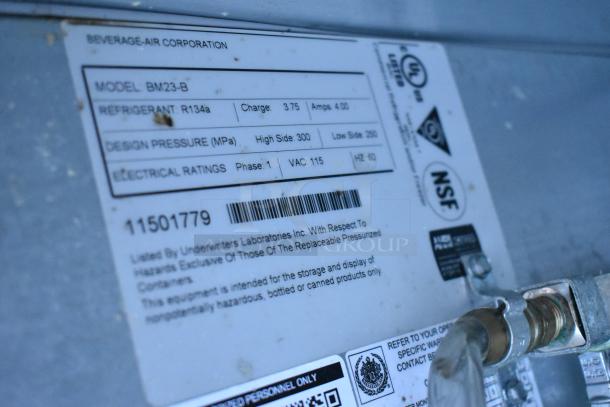 BEVERAGE-AIR CORPORATION
MODEL: BM23-B
REFRIGERANT: R134a Charge: 3.75 Amps: 4.00
DESIGN PRESSURE (MPa) High Side: 300 Low Side: 250
ELECTRICAL RATINGS Phase: 1 VAC 115 HZ 60
11501779
Listed By Underwriters Laboratories Inc. With Respect To
Hazards Exclusive Of Those Of The Replaceable Pressurized
Containers.
This equipment is intended for the storage and display of
nonpotentially hazardous, bottled or canned products only.
UL
LISTED
NSF
GROUP
REFER TO YOUR
SPECIFIC
CONTACT
PERSONNEL ONLY